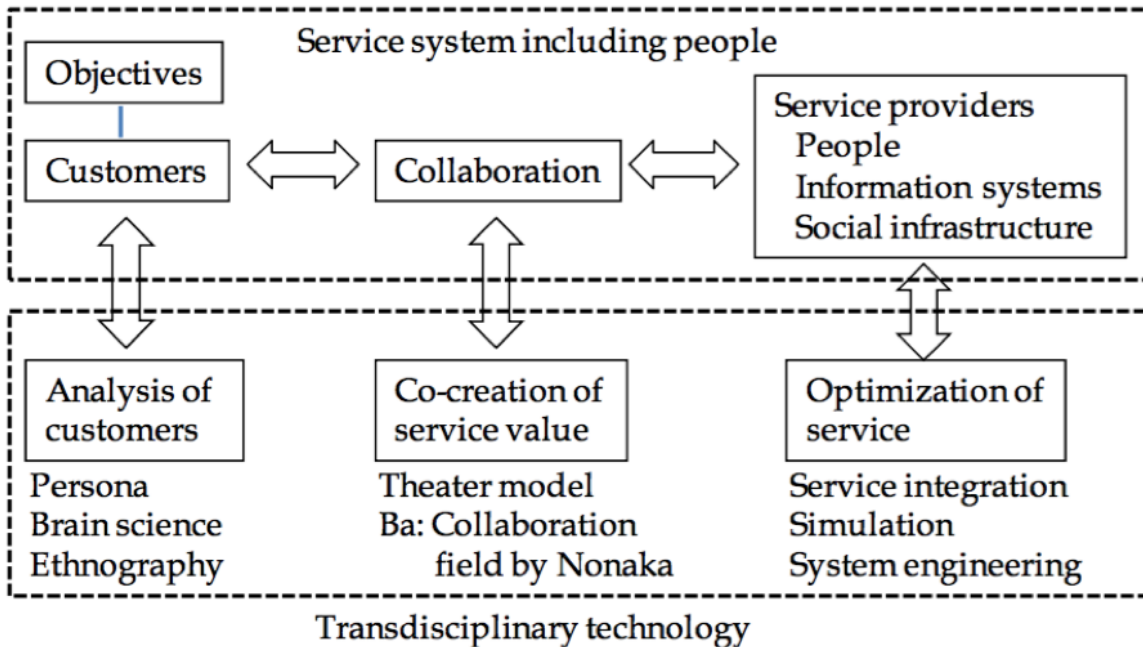 Service system including people
Objectives
Customers
Collaboration
Service providers
People
Information systems
Social infrastructure
Analysis of
customers
Persona
Brain science
Ethnography
Co-creation of
service value
Theater model
Ba: Collaboration
field by Nonaka
Optimization of
service
Service integration
Simulation
System engineering
Transdisciplinary technology